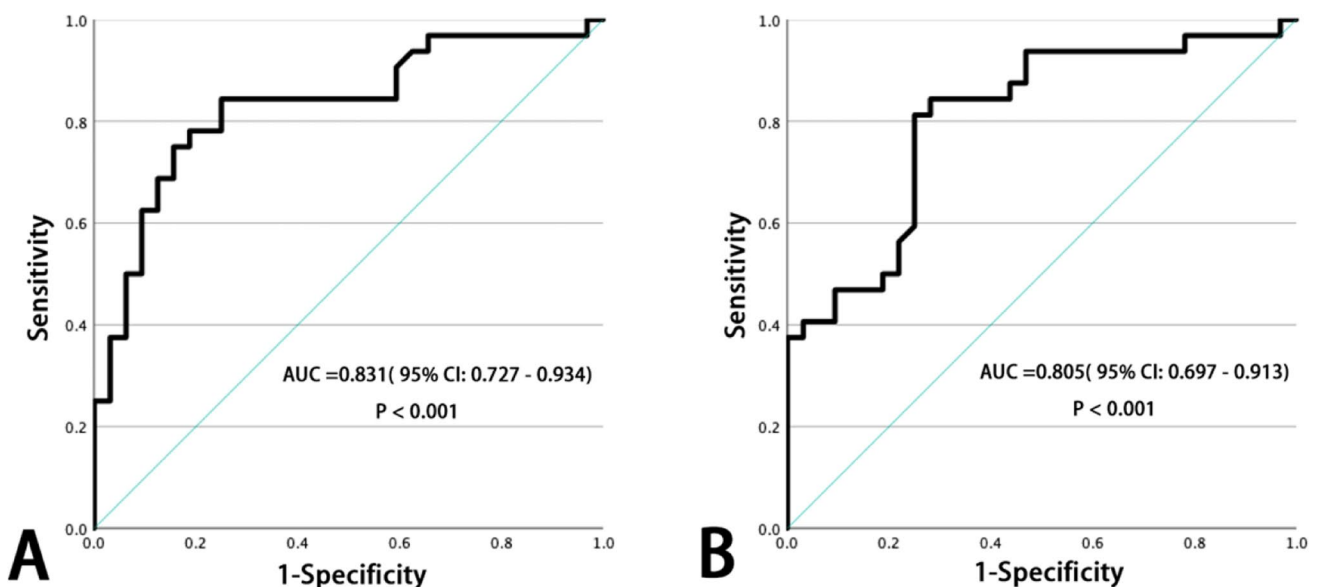 1.0
0.8
0.6
0.4
0.2
0.0
Sensitivity
0.0 0.2 0.4 0.6 0.8 1.0
1-Specificity
AUC =0.831( 95% CI: 0.727 - 0.934)
P < 0.001
A
1.0
0.8
0.6
0.4
0.2
0.0
Sensitivity
0.0 0.2 0.4 0.6 0.8 1.0
1-Specificity
AUC =0.805( 95% CI: 0.697 - 0.913)
P < 0.001
B